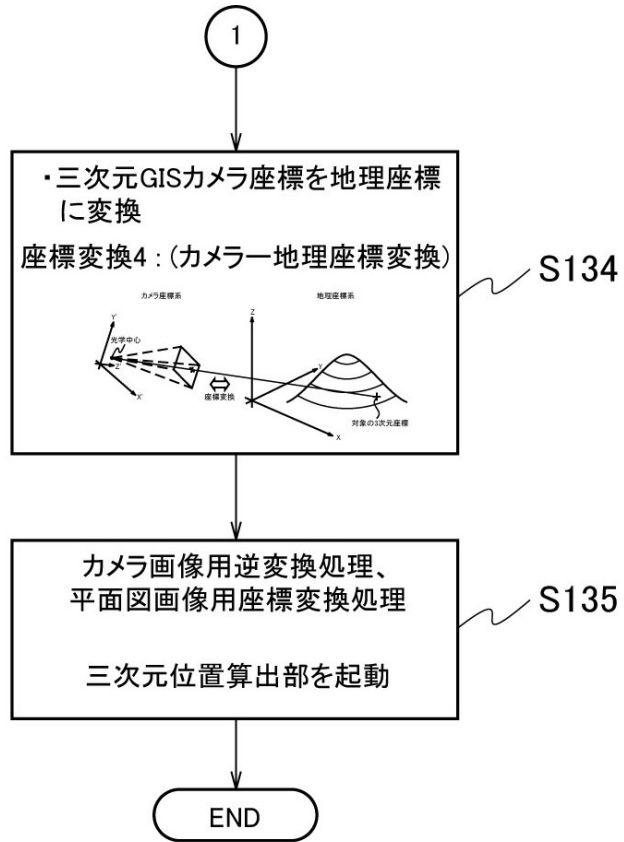 1
・三次元GISカメラ座標を地理座標
に変換
座標変換4：(カメラー地理座標変換)
S134
カメラ座標系
地理座標系
Y'
光学中心
Z'
X'
座標変換
Z
Y
X
対象の3次元座標
カメラ画像用逆変換処理、
平面図画像用座標変換処理
三次元位置算出部を起動
S135
END